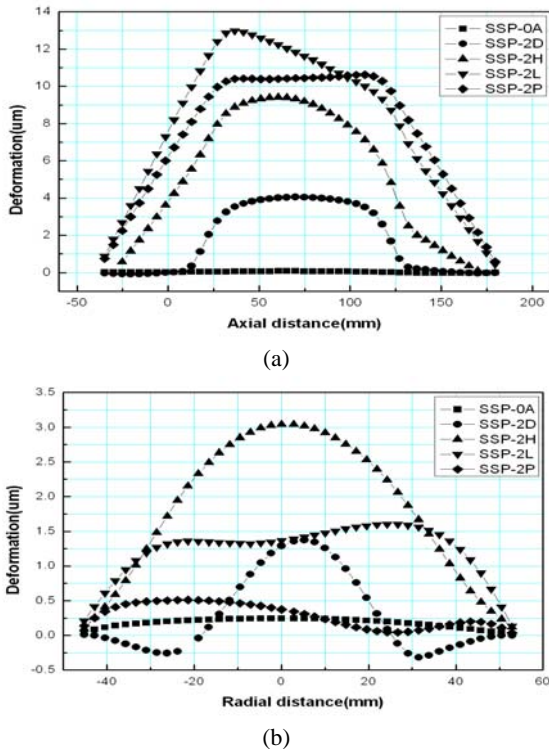 14
12
10
8
6
4
2
0
Deformation(um)
SSP-0A
SSP-2D
SSP-2H
SSP-2L
SSP-2P
-50 0 50 100 150 200
Axial distance(mm)
(a)
3.5
3.0
2.5
2.0
1.5
1.0
0.5
0.0
-0.5
Deformation(um)
SSP-0A
SSP-2D
SSP-2H
SSP-2L
SSP-2P
-40 -20 0 20 40 60
Radial distance(mm)
(b)